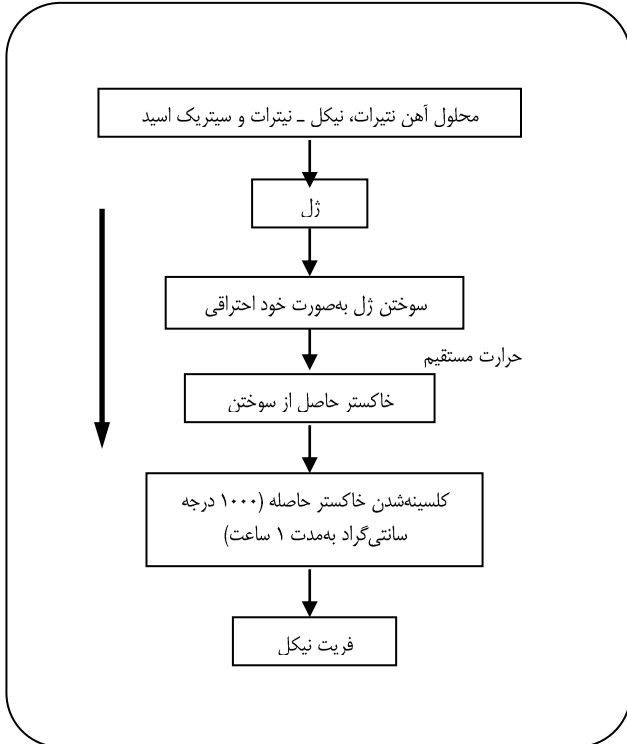 محلول آهن نتیرات، نیکل ـ نیترات و سیتریک اسید
ژل
سوختن ژل به‌صورت خود احتراقی
حرارت مستقیم
خاکستر حاصل از سوختن
کلسینه‌شدن خاکستر حاصله (۱۰۰۰ درجه
سانتی‌گراد به‌مدت ۱ ساعت)
فریت نیکل